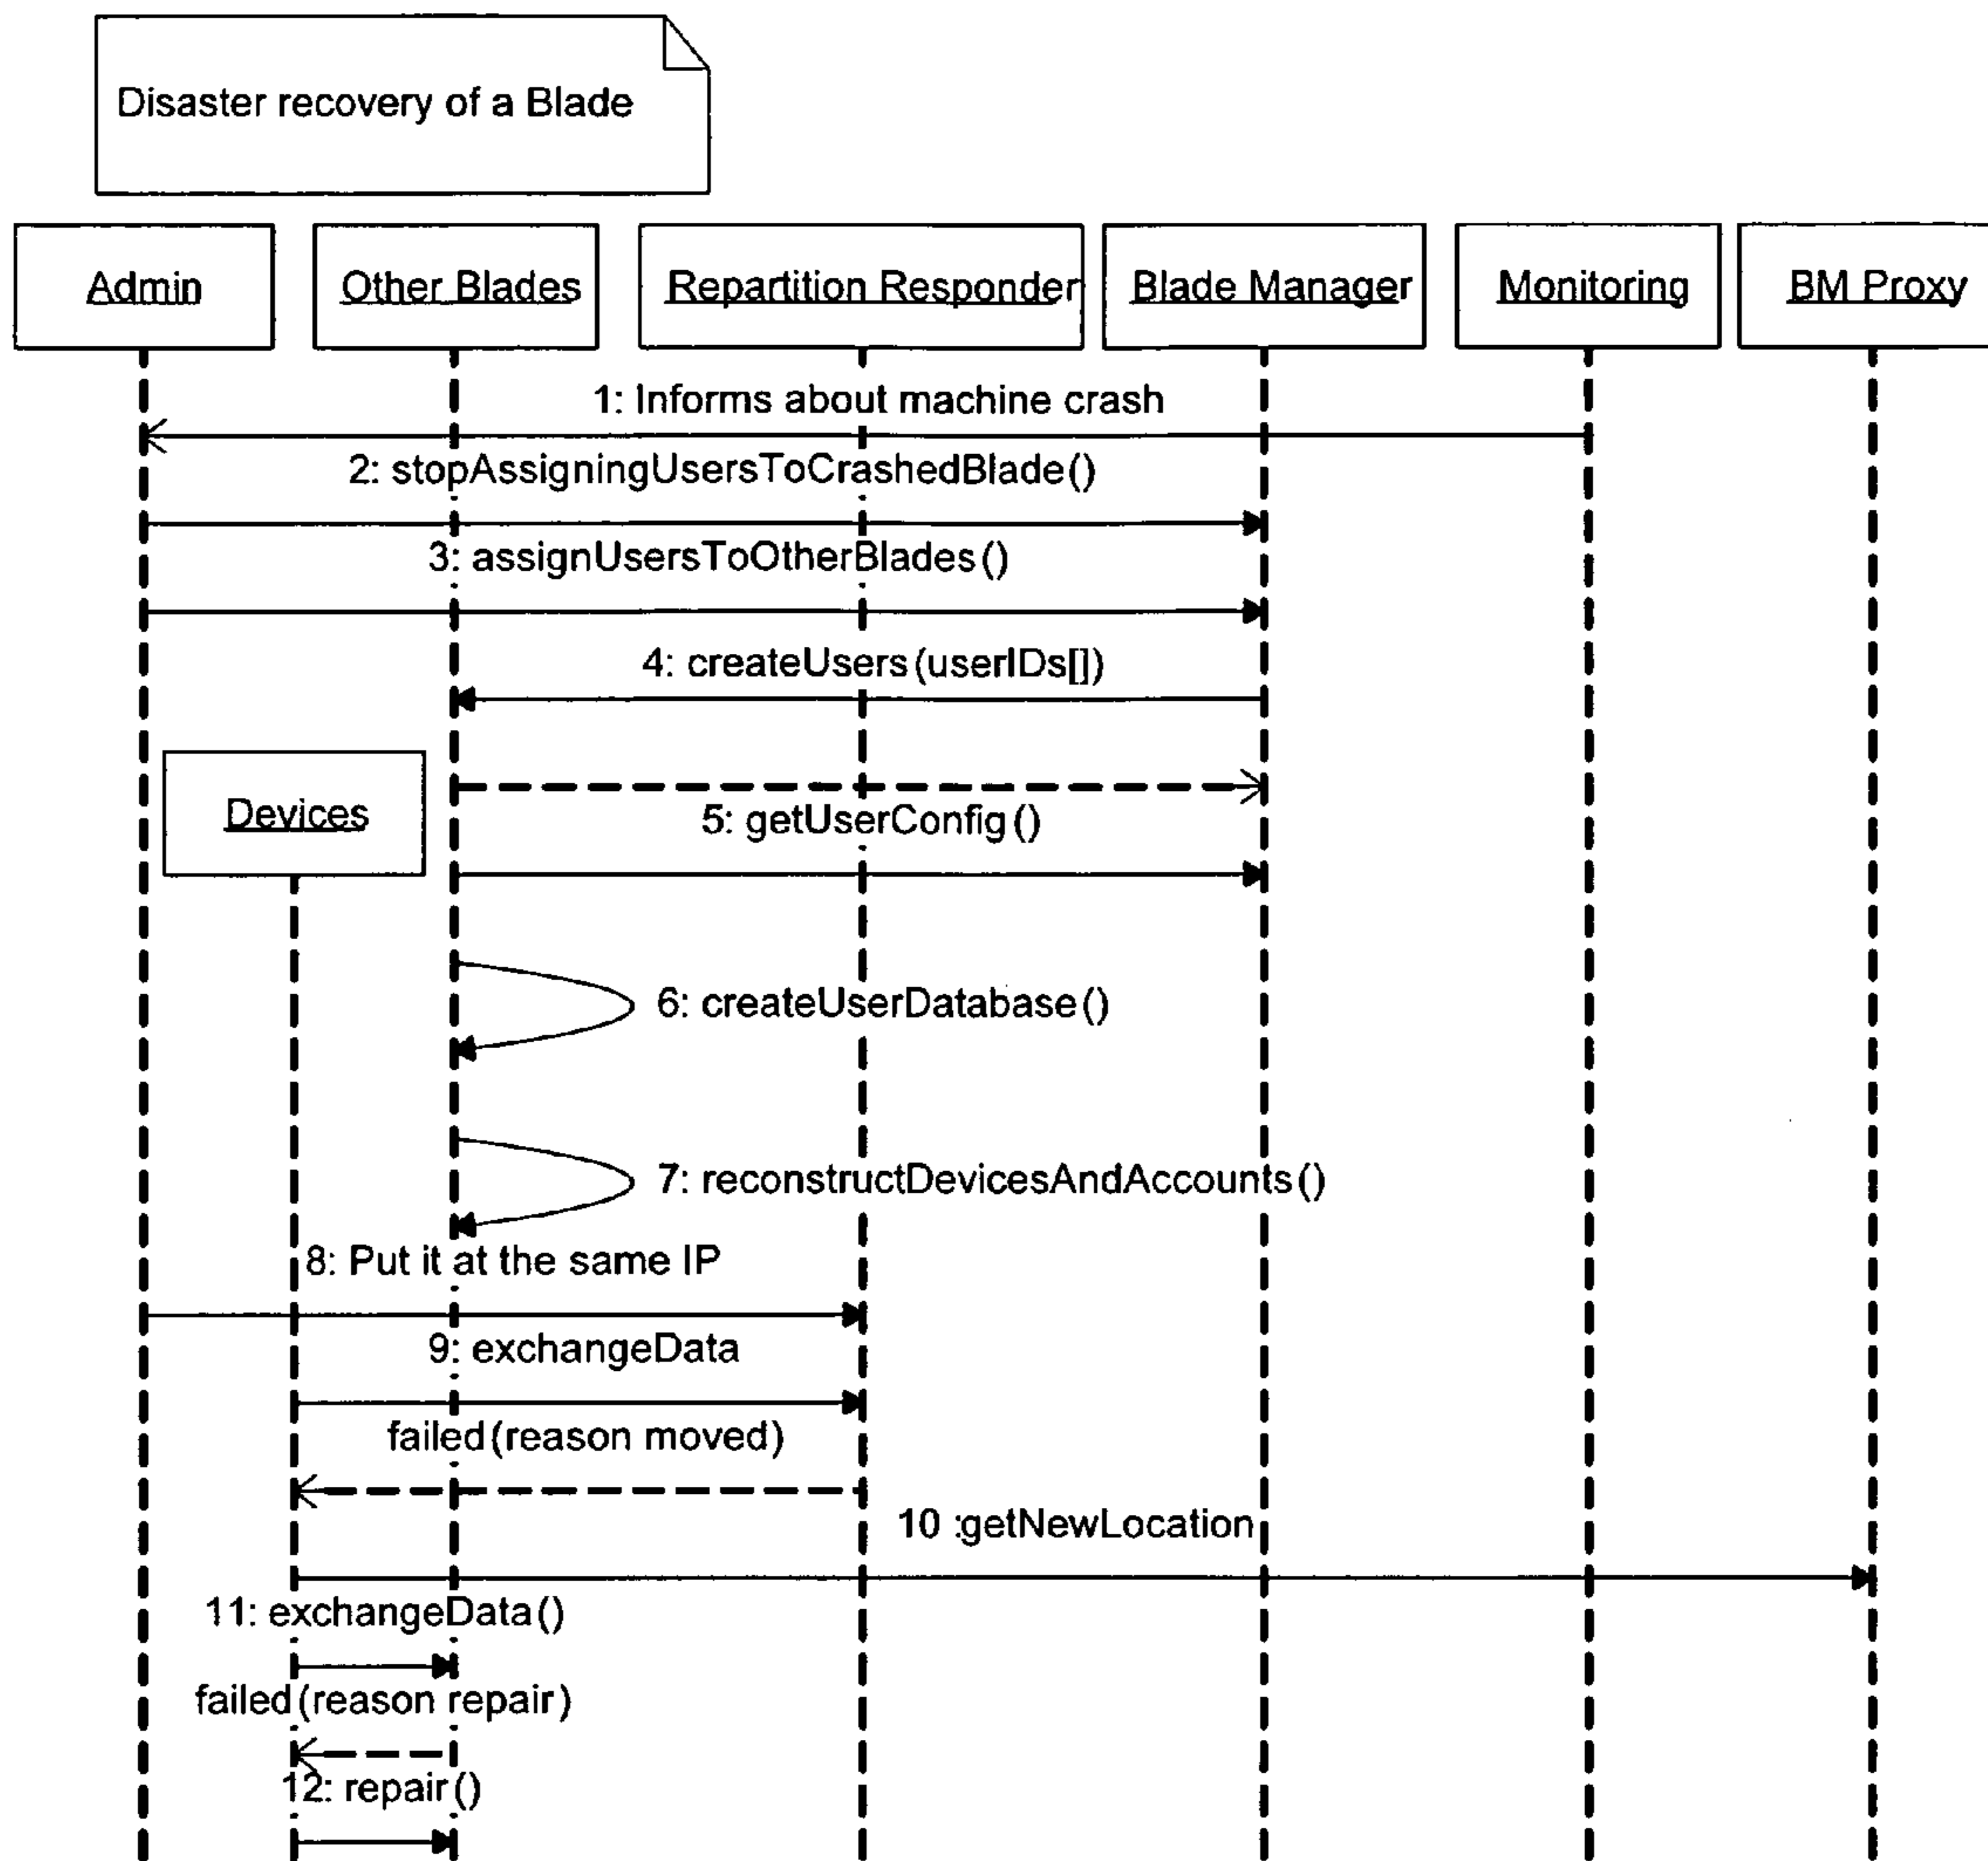 Disaster recovery of a Blade
Admin
Other Blades
Repartition Responder
Blade Manager
Monitoring
BM Proxy
1: Informs about machine crash
2: stopAssigningUsersToCrashedBlade()
3: assignUsersToOtherBlades()
4: createUsers(userIDs[])
Devices
5: getUserConfig()
6: createUserDatabase()
7: reconstructDevicesAndAccounts()
8: Put it at the same IP
9: exchangeData
failed(reason moved)
10 :getNewLocation
11: exchangeData()
failed(reason repair)
12: repair()